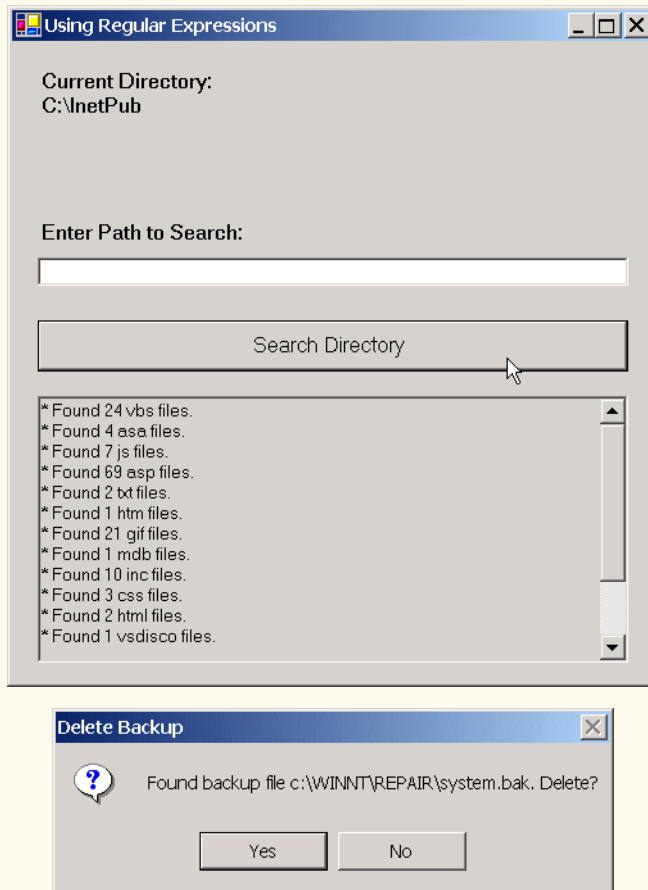 Using Regular Expressions
Current Directory:
C:\InetPub
Enter Path to Search:
Search Directory
* Found 24 vbs files.
* Found 4 asa files.
* Found 7 js files.
* Found 69 asp files.
* Found 2 txt files.
* Found 1 htm files.
* Found 21 gif files.
* Found 1 mdb files.
* Found 10 inc files.
* Found 3 css files.
* Found 2 html files.
* Found 1 vsdisco files.
Delete Backup
Found backup file c:\WINNT\REPAIR\system.bak. Delete?
Yes No